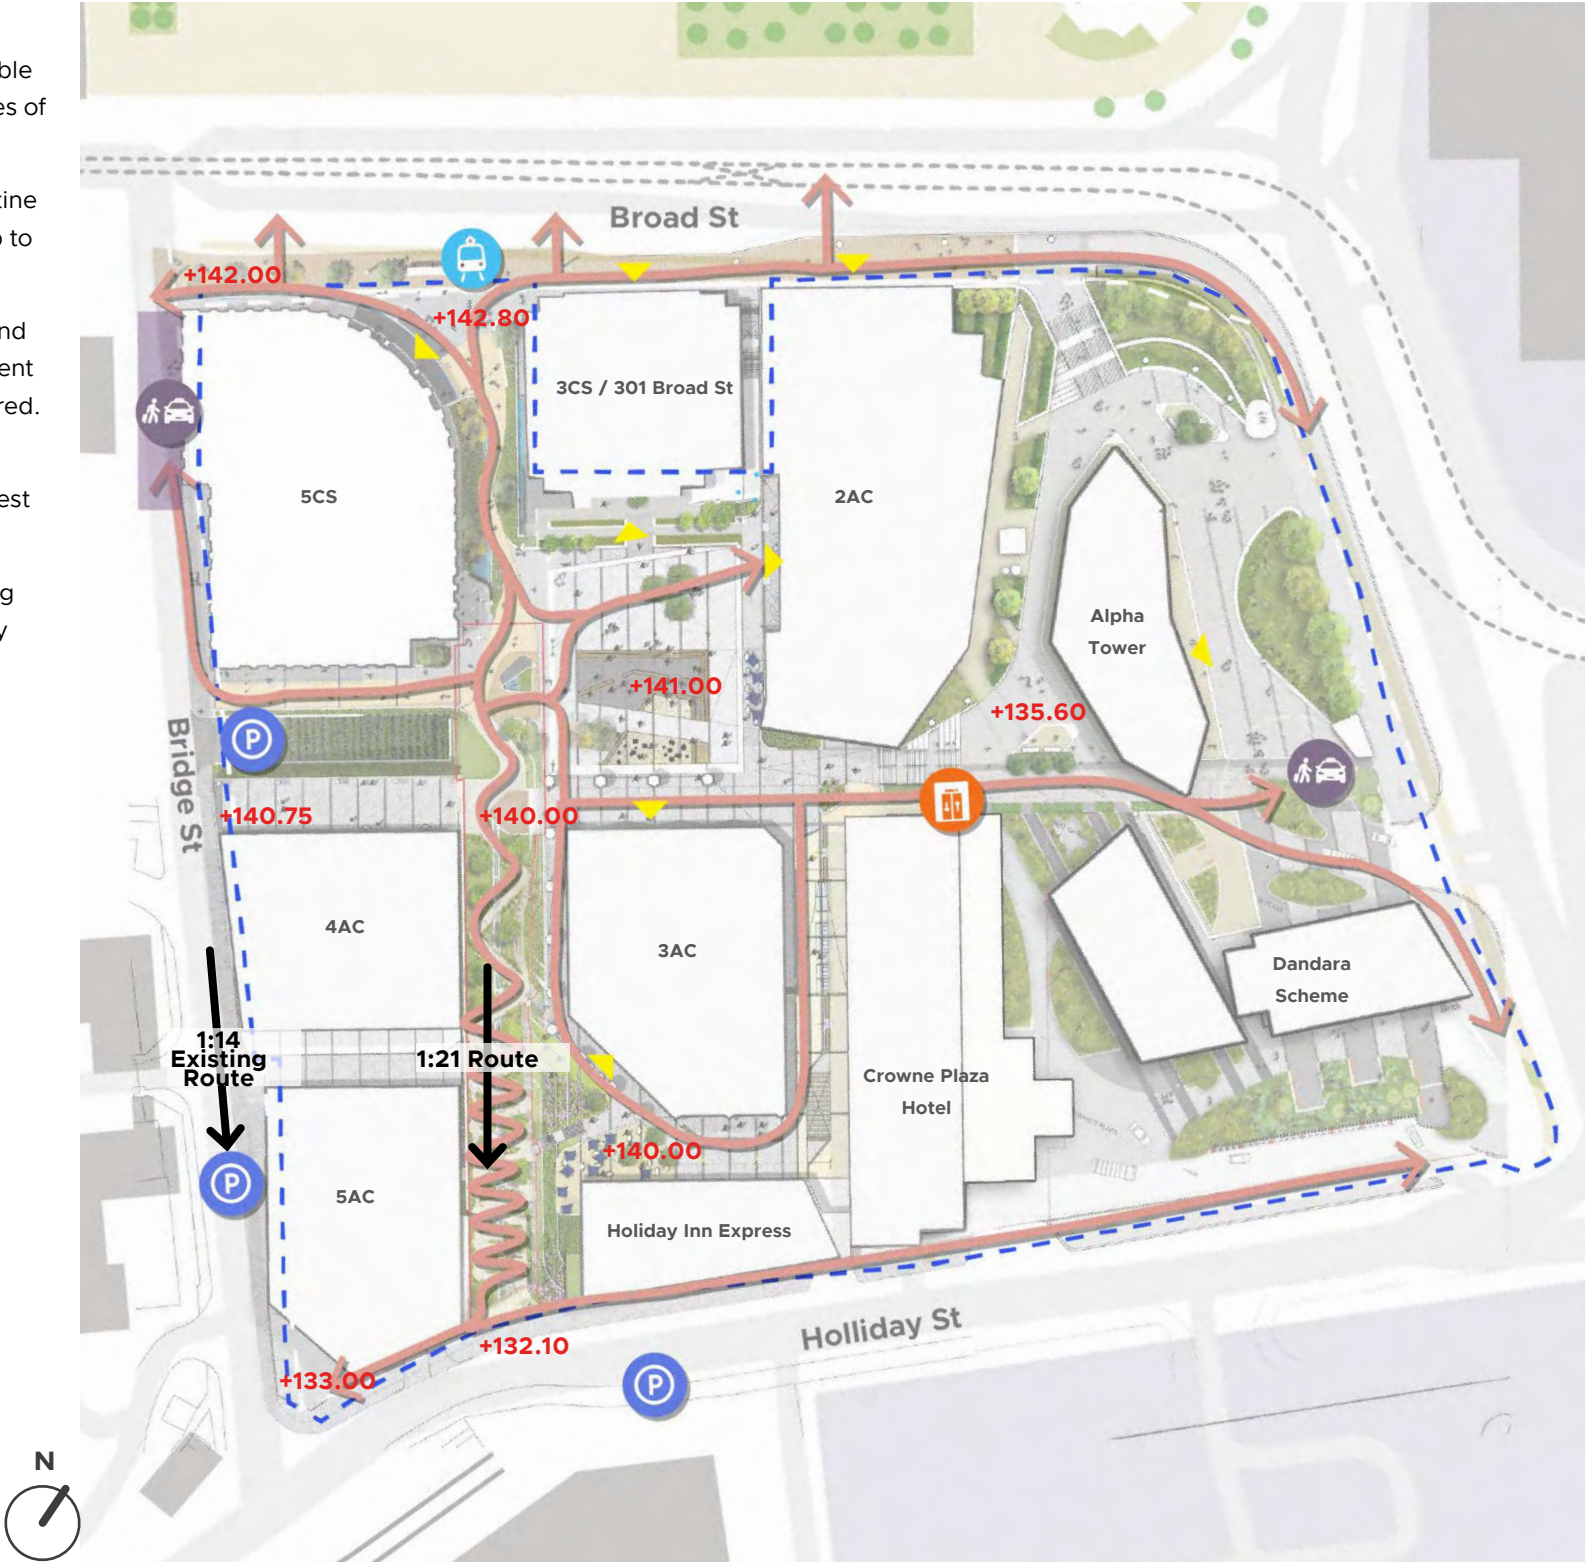 ble
es of
tine
o to
nd
ent
red.
est
ng
y
Broad St
+142.00
+142.80
3CS / 301 Broad St
5CS
2AC
Alpha
Tower
+141.00
+135.60
Bridge St
P
+140.75
+140.00
4AC
3AC
Dandara
Scheme
1:14
Existing
Route
1:21 Route
Crowne Plaza
Hotel
+140.00
P
5AC
Holiday Inn Express
Holliday St
+132.10
+133.00
P
N